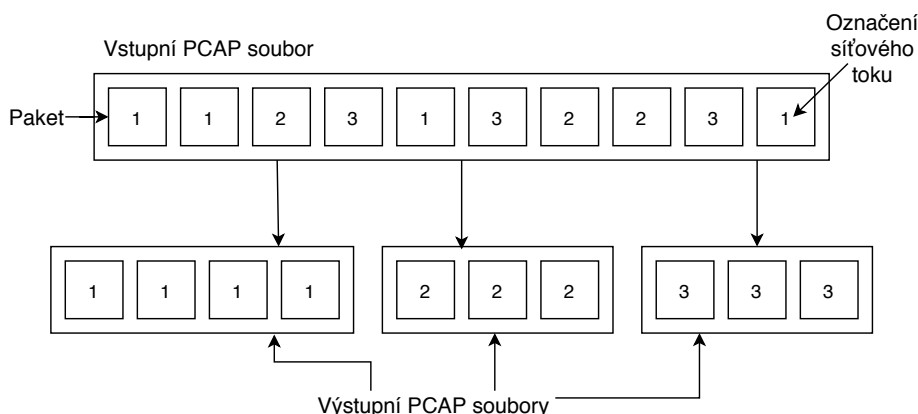 Vstupní PCAP soubor
Označení
síťového
toku
Paket
1 1 2 3 1 3 2 2 3 1
1 1 1 1 2 2 2 3 3 3
Výstupní PCAP soubory